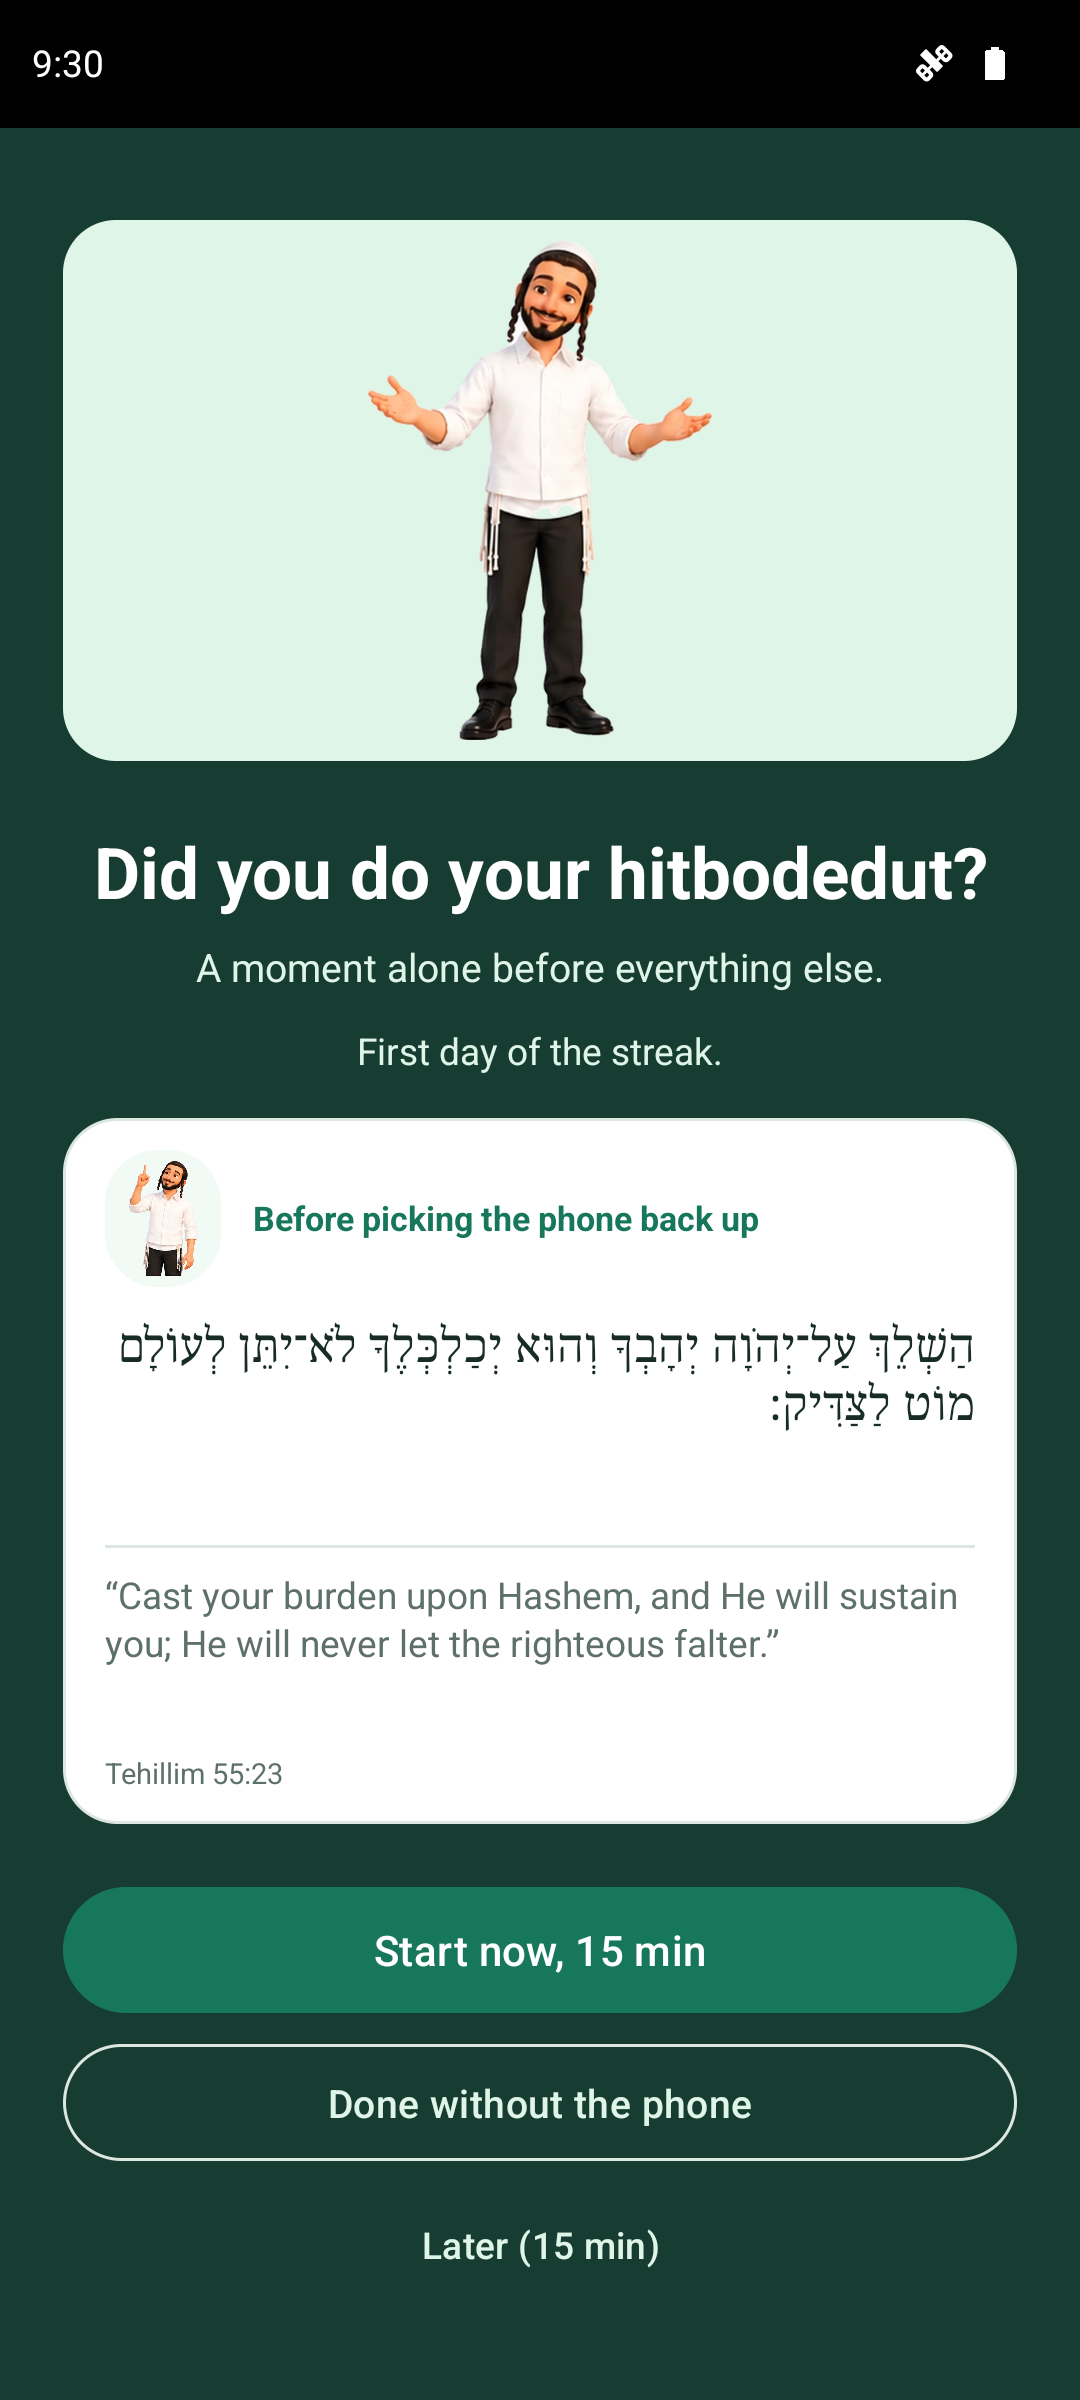 9:30
Did you do your hitbodedut?
A moment alone before everything else.
First day of the streak.
Before picking the phone back up
הַשְׁלֵךְ עַל־יְהֹוָה יְהָבְךָ וְהוּא יְכַלְכְּלֶךָ לֹא־יִתֵּן לְעוֹלָם
מוֹט לַצַּדִּיק׃
“Cast your burden upon Hashem, and He will sustain
you; He will never let the righteous falter.”
Tehillim 55:23
Start now, 15 min
Done without the phone
Later (15 min)